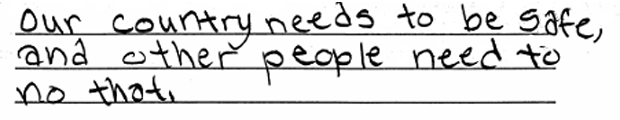 Our country needs to be safe,
and other people need to
no that.